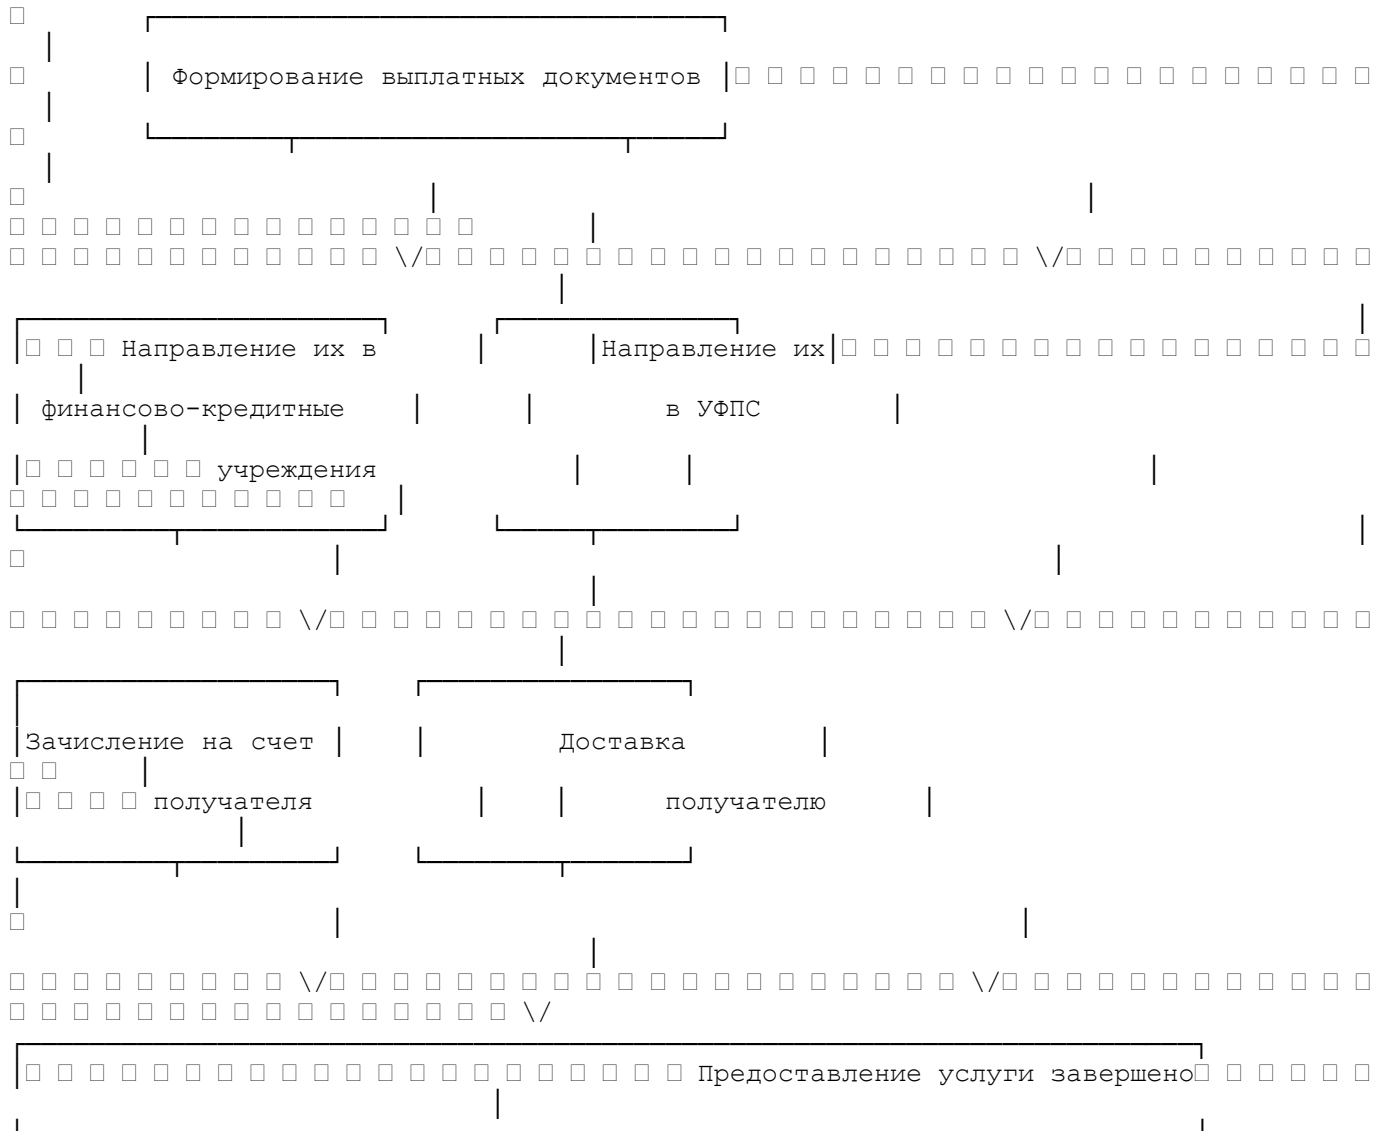 Формирование выплатных документов
\/ \/
Направление их в Направление их
финансово-кредитные в УФПС
учреждения
\/ \/
Зачисление на счет Доставка
получателя получателю
\/ \/
\/
Предоставление услуги завершено